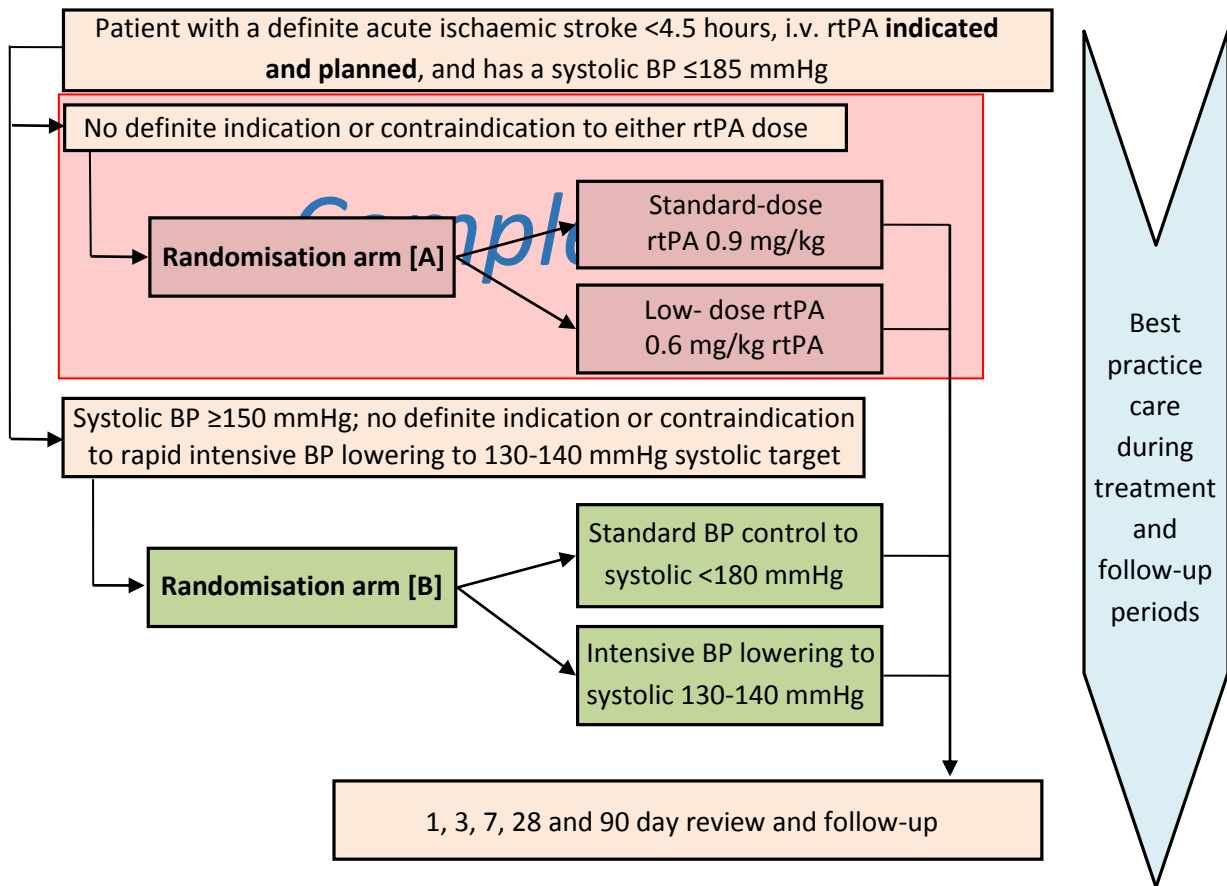 Patient with a definite acute ischaemic stroke <4.5 hours, i.v. rtPA indicated
and planned, and has a systolic BP ≤185 mmHg
No definite indication or contraindication to either rtPA dose
Randomisation arm [A]
Standard-dose
rtPA 0.9 mg/kg
Low- dose rtPA
0.6 mg/kg rtPA
Systolic BP ≥150 mmHg; no definite indication or contraindication
to rapid intensive BP lowering to 130-140 mmHg systolic target
Randomisation arm [B]
Standard BP control to
systolic <180 mmHg
Intensive BP lowering to
systolic 130-140 mmHg
1, 3, 7, 28 and 90 day review and follow-up
Best
practice
care
during
treatment
and
follow-up
periods